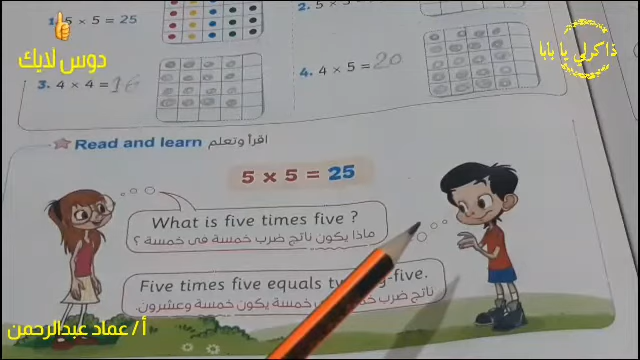 1. 5 × 5 = 25
2. 5 ×
دوس لايك
ذاكرلي يا بابا
3. 4 × 4 = 16
4. 4 × 5 = 20
Read and learn اقرأ وتعلم
5 × 5 = 25
What is five times five ?
ماذا يكون ناتج ضرب خمسة في خمسة ؟
Five times five equals twenty-five.
ناتج ضرب خمسة يكون خمسة وعشرون.
أ/ عماد عبدالرحمن